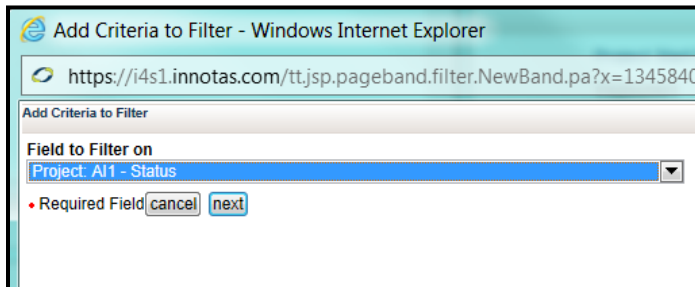 Add Criteria to Filter - Windows Internet Explorer
https://i4s1.innotas.com/tt.jsp.pageband.filter.NewBand.pa?x=1345840
Add Criteria to Filter
Field to Filter on
Project: AI1 - Status
• Required Field cancel next